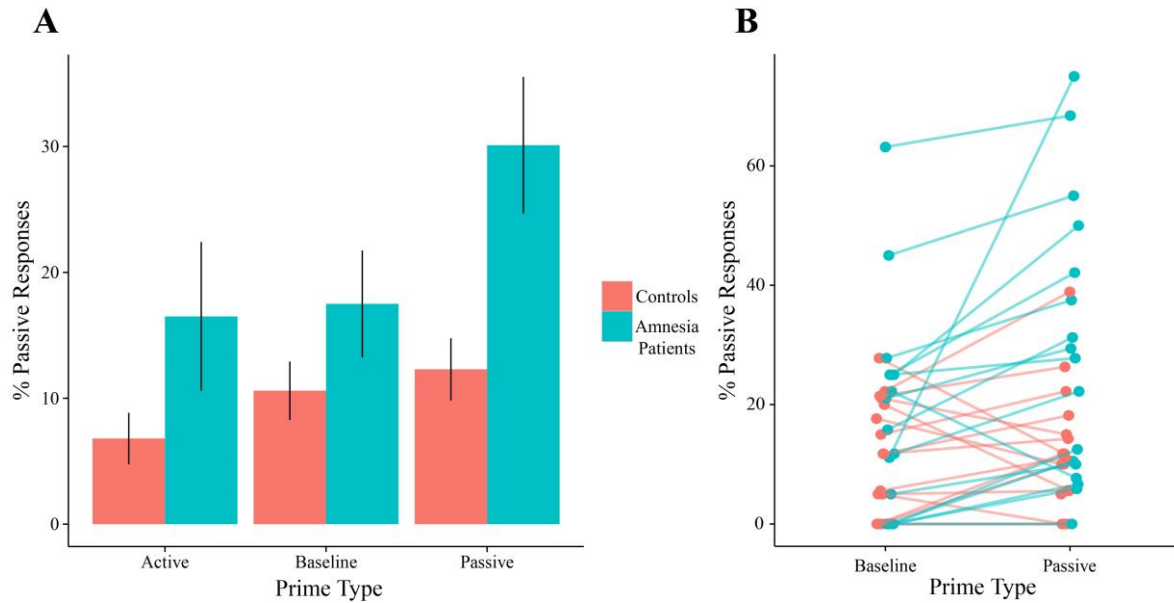 A
% Passive Responses
30
20
10
0
Active
Baseline
Passive
Prime Type
Controls
Amnesia
Patients
B
% Passive Responses
60
40
20
0
Baseline
Passive
Prime Type